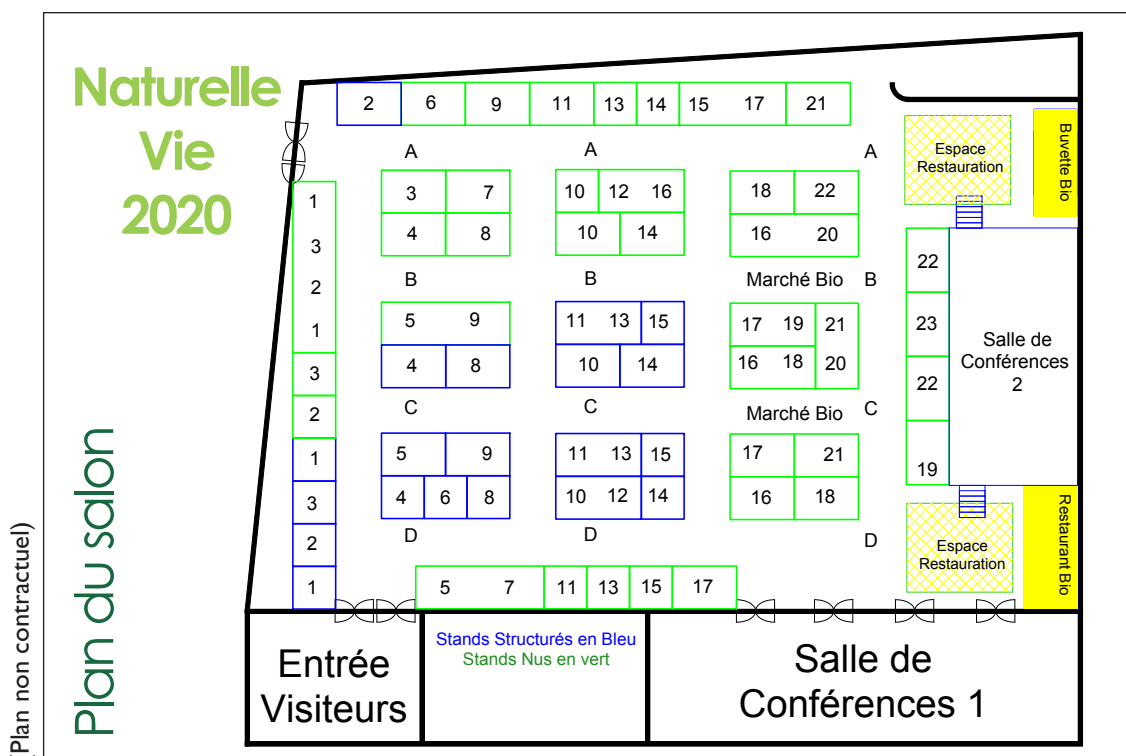 Naturelle
Vie
2020
Plan du salon
(Plan non contractuel)
2 6 9 11 13 14 15 17 21
A A A
3 7 10 12 16 18 22
4 8 10 14 16 20
B B Marché Bio B
5 9 11 13 15 17 19 21
4 8 10 14 16 18 20
C C Marché Bio C
5 9 11 13 15 17 21
4 6 8 10 12 14 16 18
D D D
5 7 11 13 15 17
1
3
2
1
3
2
1
3
2
1
Espace
Restauration
Buvette Bio
22
23
22
19
Salle de
Conférences
2
Espace
Restauration
Restaurant Bio
Entrée
Visiteurs
Stands Structurés en Bleu
Stands Nus en vert
Salle de
Conférences 1